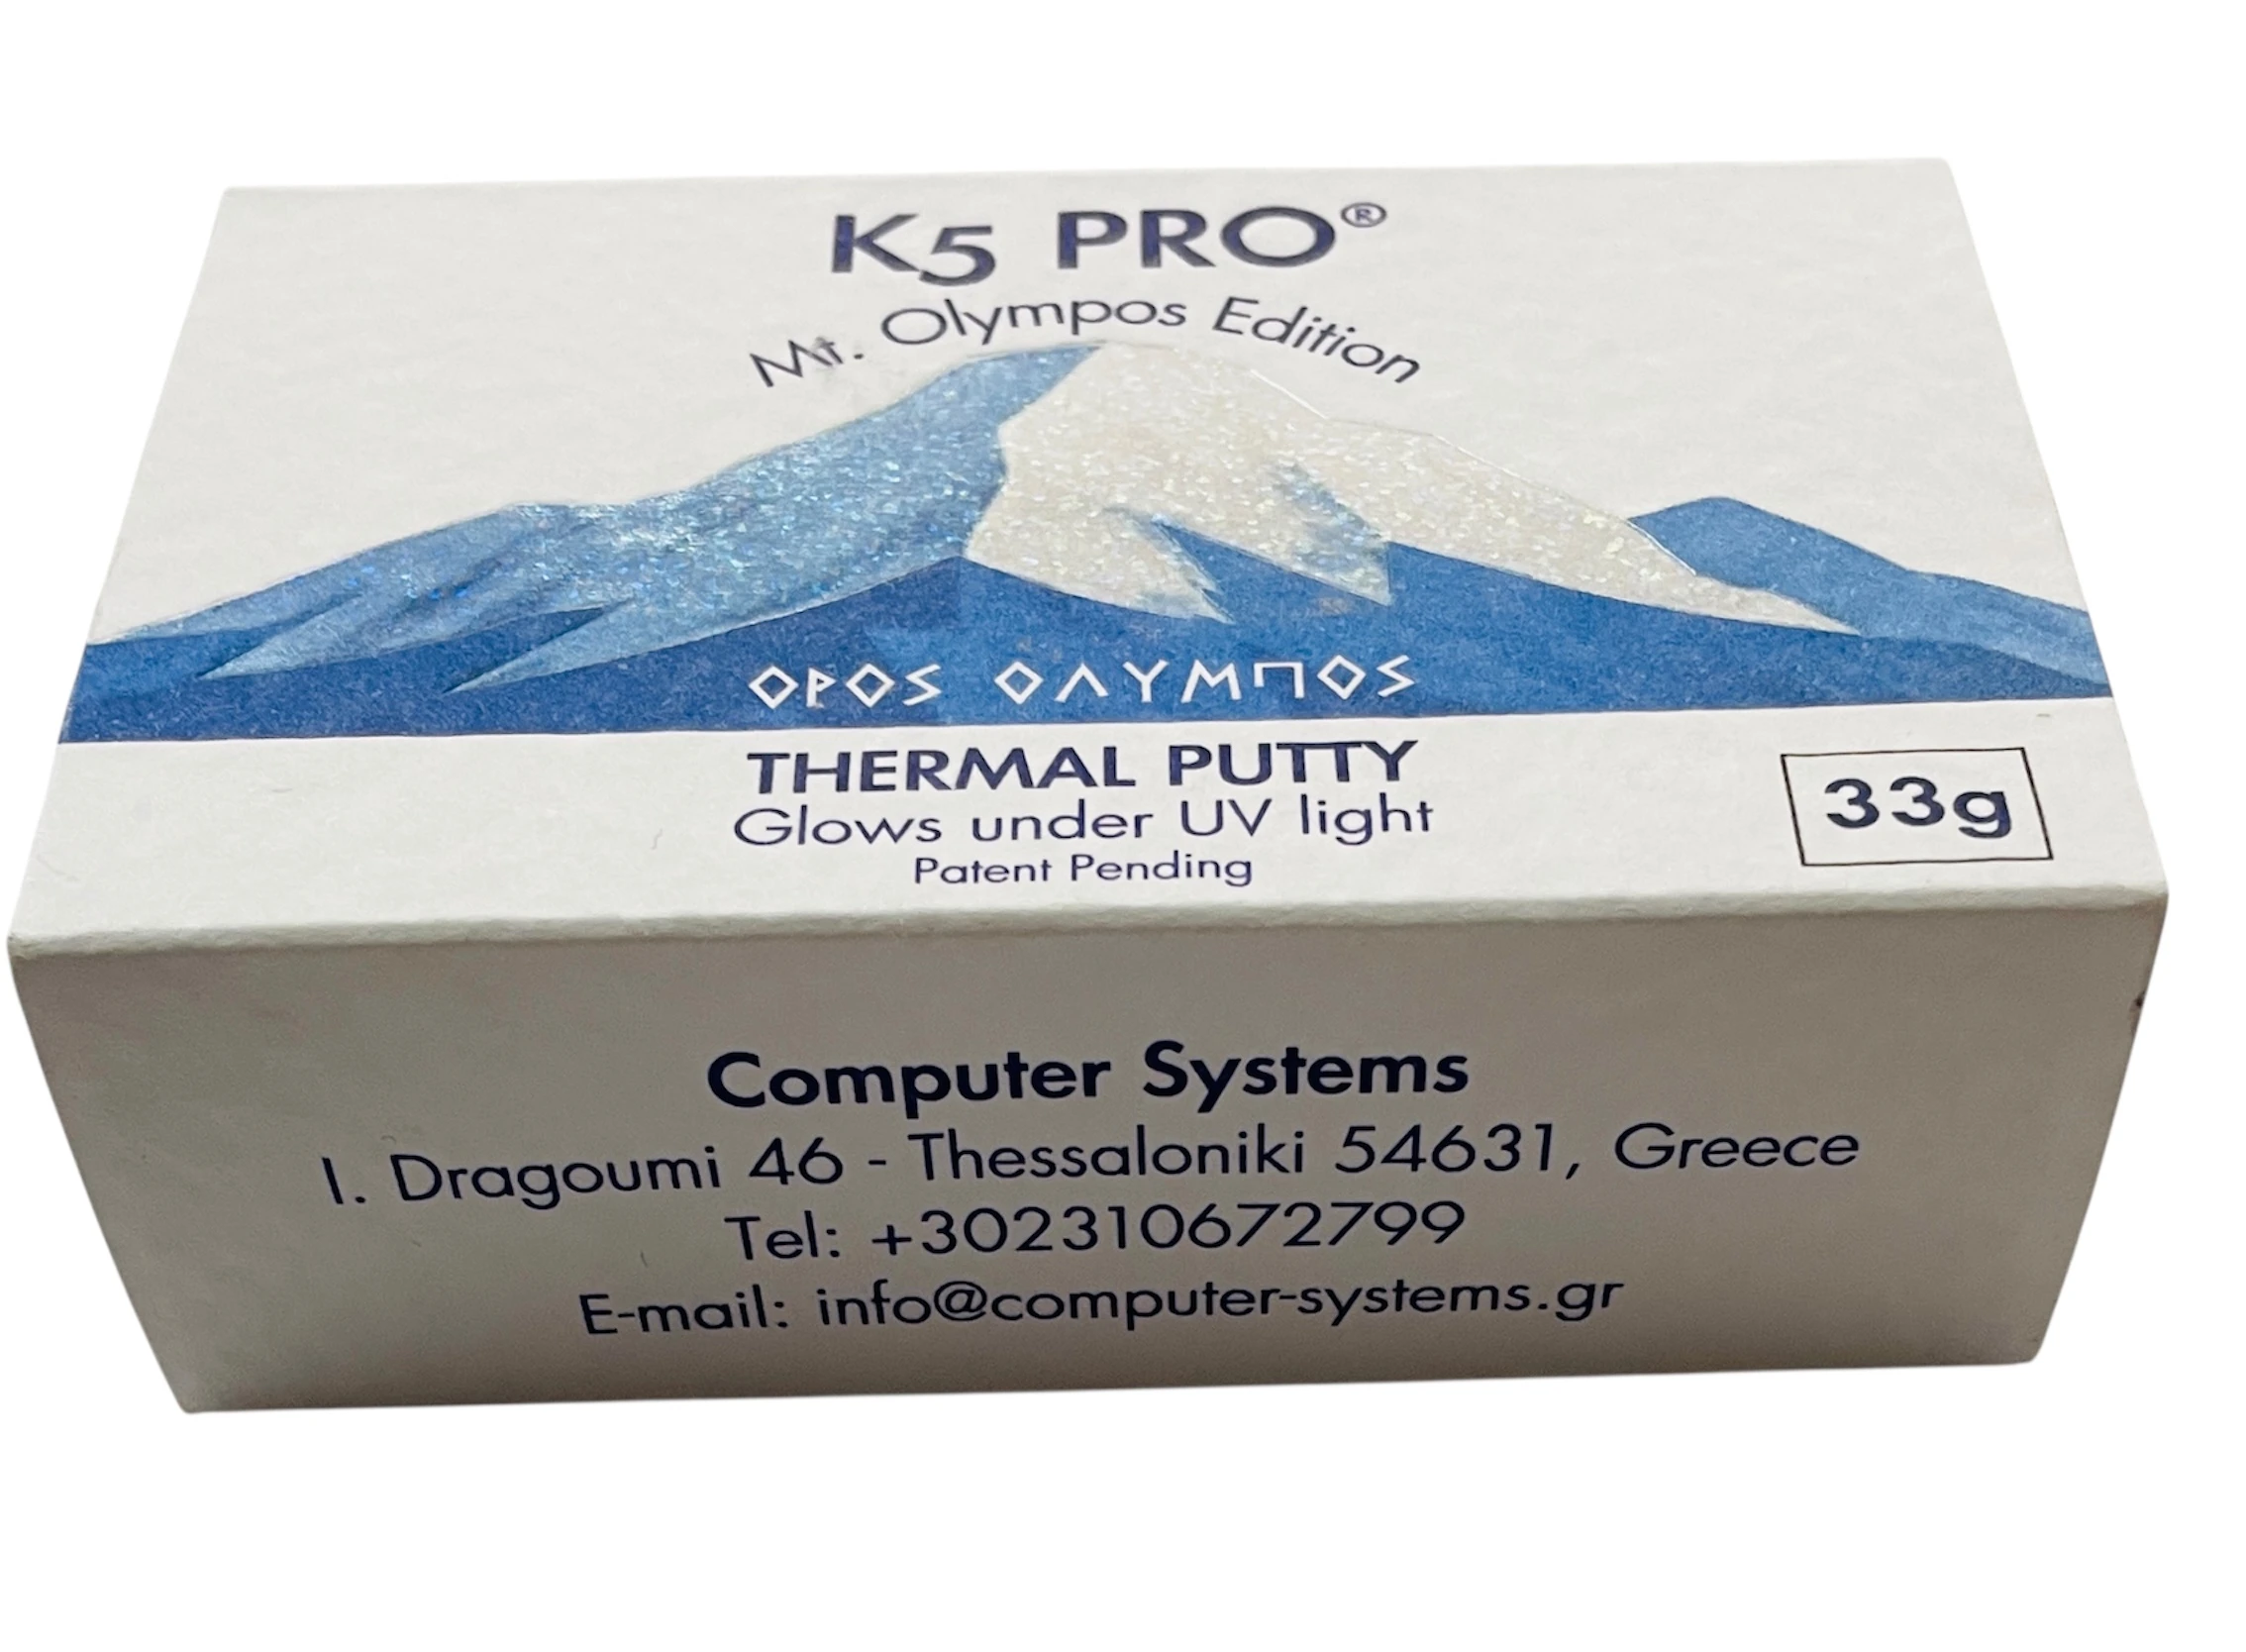 K5 PRO®
Mt. Olympos Edition
ΟΡΟΣ ΟΛΥΜΠΟΣ
THERMAL PUTTY
Glows under UV light
Patent Pending
33g
Computer Systems
I. Dragoumi 46 - Thessaloniki 54631, Greece
Tel: +302310672799
E-mail: info@computer-systems.gr